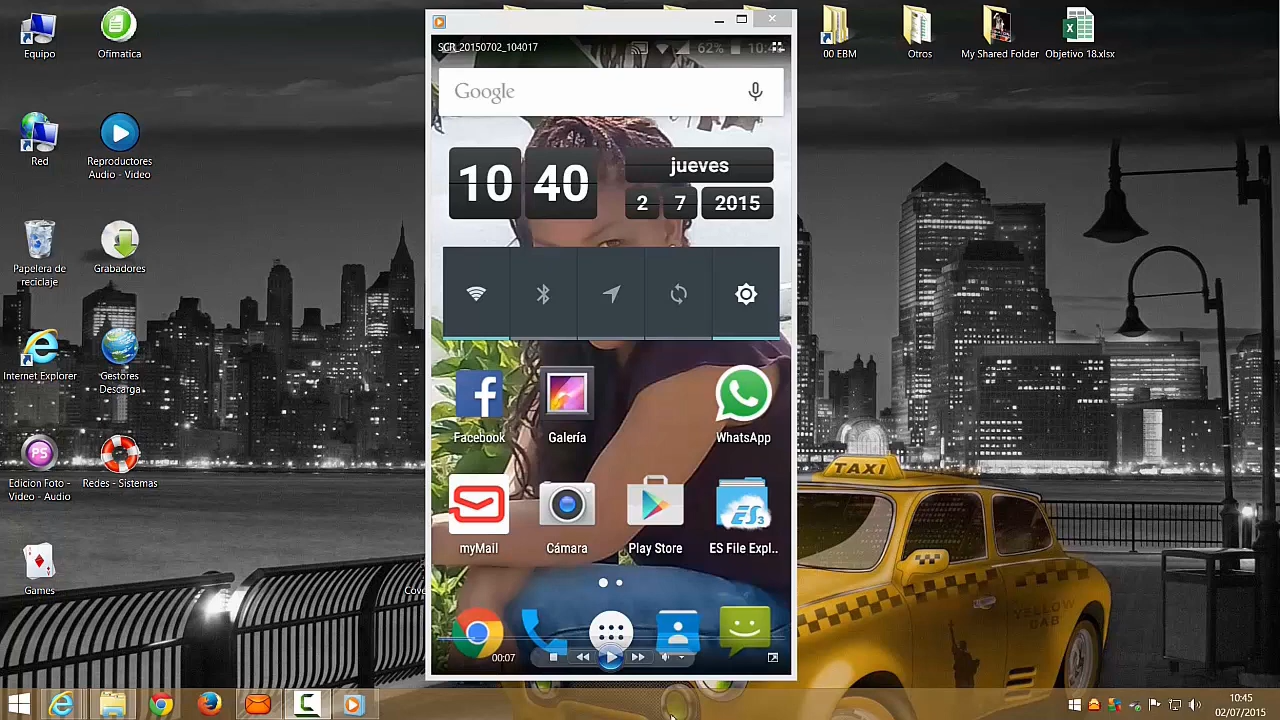 Equipo
Ofimatica
Red
Reproductores
Audio - Video
Papelera de
reciclaje
Grabadores
Internet Explorer
Gestores
Descarga
PS
Edicion Foto -
Video - Audio
Redes - Sistemas
Games
00 EBM
Otros
My Shared Folder
Objetivo 18.xlsx
SCR_20150702_104017
62%
Google
10 40
jueves
2 7 2015
Facebook
Galería
WhatsApp
myMail
Cámara
Play Store
ES3
ES File Expl..
00:07
TAXI
YELLOW
10:45
02/07/2015